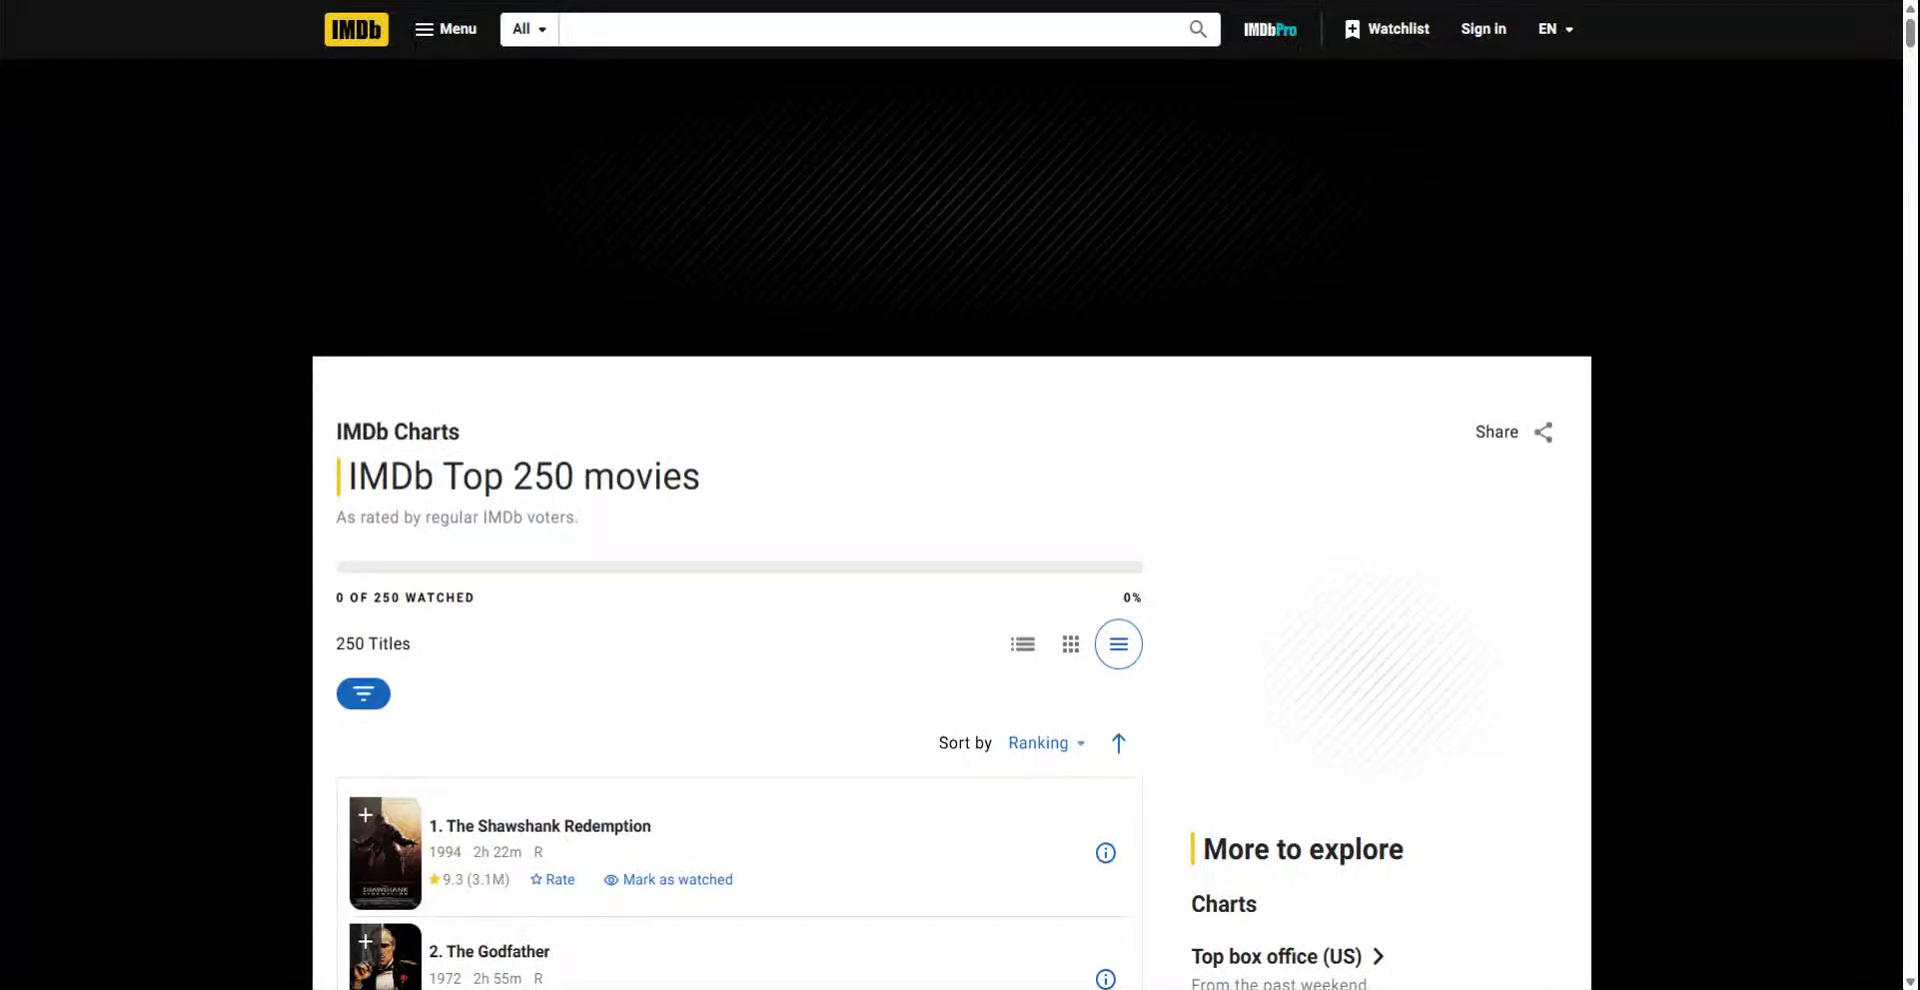 IMDb Menu All IMDbPro Watchlist Sign in EN
IMDb Charts
Share
IMDb Top 250 movies
As rated by regular IMDb voters.
0 OF 250 WATCHED 0%
250 Titles
Sort by Ranking
1. The Shawshank Redemption
1994 2h 22m R
9.3 (3.1M) Rate Mark as watched
SHAWSHANK
2. The Godfather
1972 2h 55m R
More to explore
Charts
Top box office (US)
From the past weekend